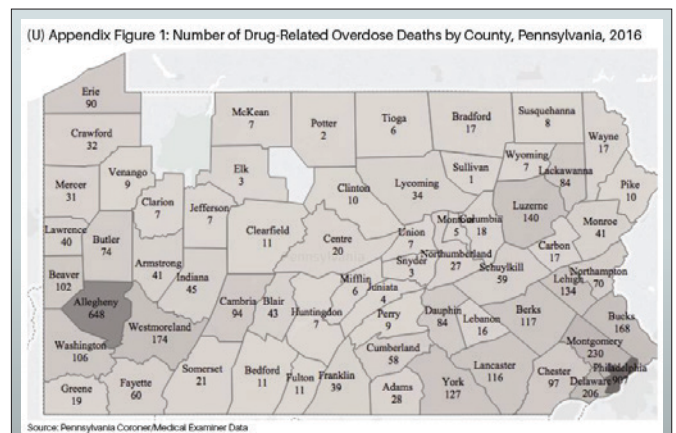 (U) Appendix Figure 1: Number of Drug-Related Overdose Deaths by County, Pennsylvania, 2016
Erie
90
Crawford
32
McKean
7
Potter
2
Tioga
6
Bradford
17
Susquehanna
8
Wayne
17
Mercer
31
Venango
9
Clarion
7
Jefferson
7
Elk
3
Clinton
10
Lycoming
34
Sullivan
1
Wyoming
7
Lackawanna
84
Pike
10
Lawrence
40
Butler
74
Armstrong
41
Indiana
45
Clearfield
11
Centre
20
Pennsylvania
Union
7
Montour
5
Columbia
18
Luzerne
140
Monroe
41
Carbon
17
Snyder
3
Northumberland
27
Schuylkill
59
Lehigh
134
Northampton
70
Beaver
102
Allegheny
648
Westmoreland
174
Cambria
94
Blair
43
Huntingdon
7
Mifflin
6
Juniata
4
Perry
9
Dauphin
84
Lebanon
16
Berks
117
Bucks
168
Montgomery
230
Philadelphia
907
Delaware
206
Chester
97
Lancaster
116
York
127
Cumberland
58
Adams
28
Franklin
39
Fulton
11
Bedford
11
Somerset
21
Washington
106
Greene
19
Fayette
60
Source: Pennsylvania Coroner/Medical Examiner Data